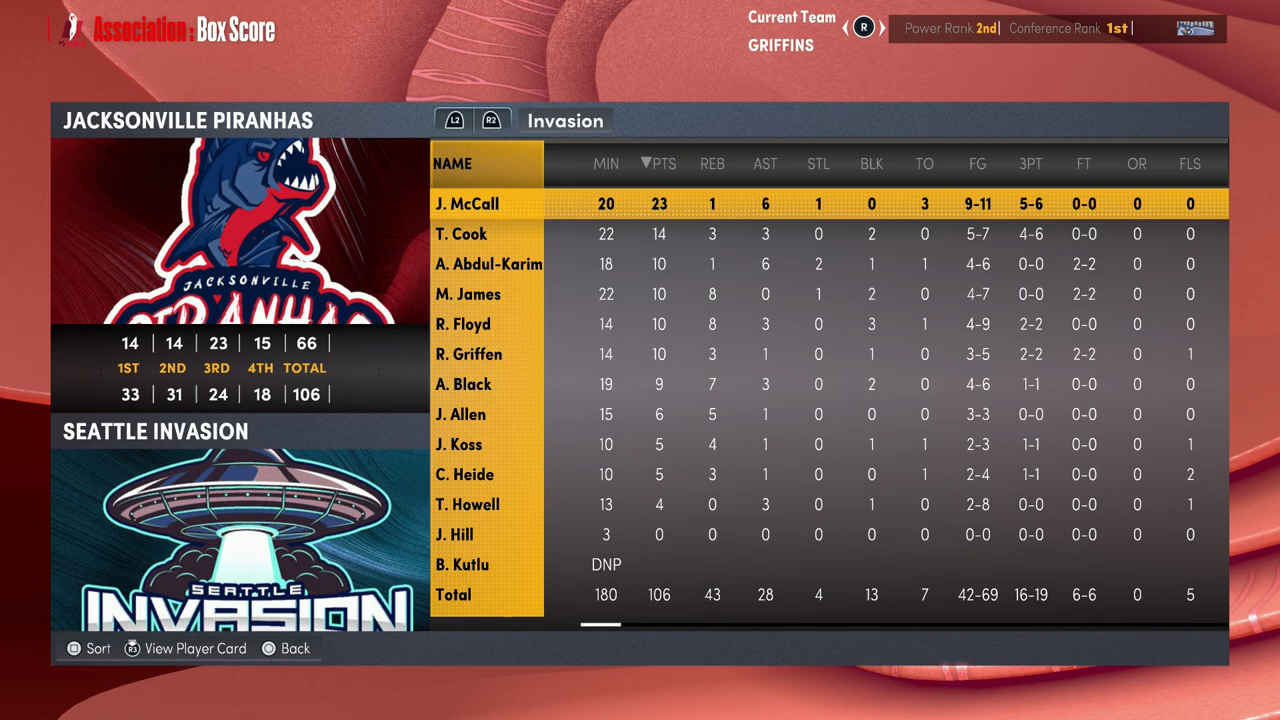 Association : Box Score
Current Team
GRIFFINS
R
Power Rank 2nd| Conference Rank 1st|
JACKSONVILLE PIRANHAS
L2 R2 Invasion
JACKSONVILLE
PIRANHAS
14 | 14 | 23 | 15 | 66 |
1ST 2ND 3RD 4TH TOTAL
33 | 31 | 24 | 18 | 106 |
SEATTLE INVASION
SEATTLE
INVASION
NAME MIN ▼PTS REB AST STL BLK TO FG 3PT FT OR FLS
J. McCall 20 23 1 6 1 0 3 9-11 5-6 0-0 0 0
T. Cook 22 14 3 3 0 2 0 5-7 4-6 0-0 0 0
A. Abdul-Karim 18 10 1 6 2 1 1 4-6 0-0 2-2 0 0
M. James 22 10 8 0 1 2 0 4-7 0-0 2-2 0 0
R. Floyd 14 10 8 3 0 3 1 4-9 2-2 0-0 0 0
R. Griffen 14 10 3 1 0 1 0 3-5 2-2 2-2 0 1
A. Black 19 9 7 3 0 2 0 4-6 1-1 0-0 0 0
J. Allen 15 6 5 1 0 0 0 3-3 0-0 0-0 0 0
J. Koss 10 5 4 1 0 1 1 2-3 1-1 0-0 0 1
C. Heide 10 5 3 1 0 0 1 2-4 1-1 0-0 0 2
T. Howell 13 4 0 3 0 1 0 2-8 0-0 0-0 0 1
J. Hill 3 0 0 0 0 0 0 0-0 0-0 0-0 0 0
B. Kutlu DNP
Total 180 106 43 28 4 13 7 42-69 16-19 6-6 0 5
Sort R3 View Player Card Back